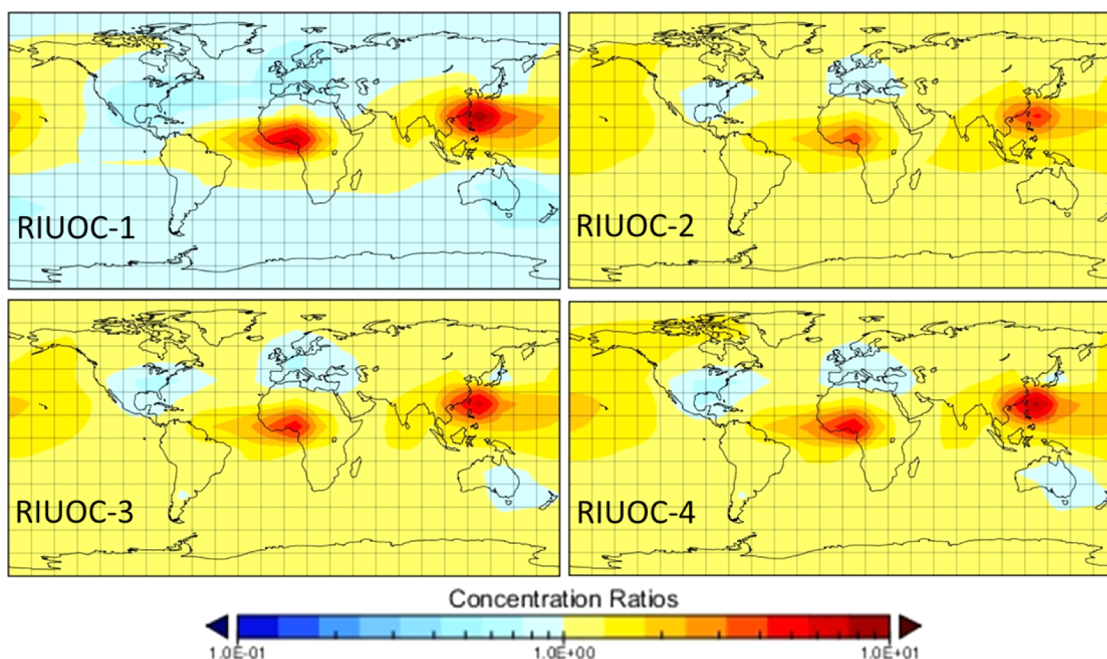 RIUOC-1
RIUOC-2
RIUOC-3
RIUOC-4
Concentration Ratios
1.0E-01 1.0E+00 1.0E+01